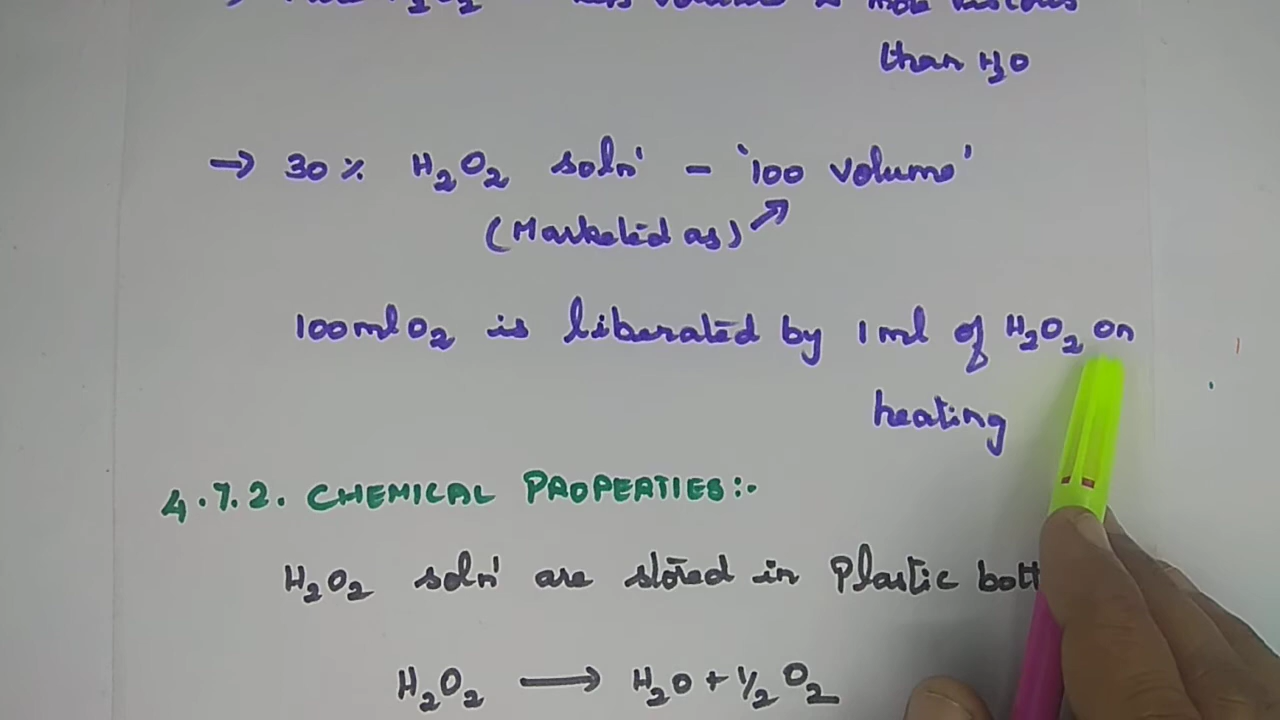 than H₂O
→ 30% H₂O₂ soln' - '100 volume'
(Marketed as) ↗
100ml O₂ is liberated by 1ml of H₂O₂ on
heating
4.7.2. CHEMICAL PROPERTIES:-
H₂O₂ soln' are stored in Plastic
H₂O₂ → H₂O + ½ O₂